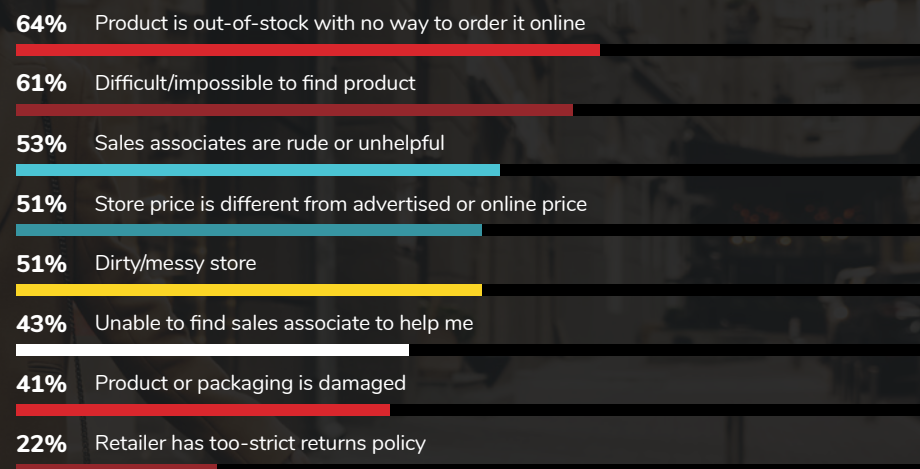 64% Product is out-of-stock with no way to order it online
61% Difficult/impossible to find product
53% Sales associates are rude or unhelpful
51% Store price is different from advertised or online price
51% Dirty/messy store
43% Unable to find sales associate to help me
41% Product or packaging is damaged
22% Retailer has too-strict returns policy